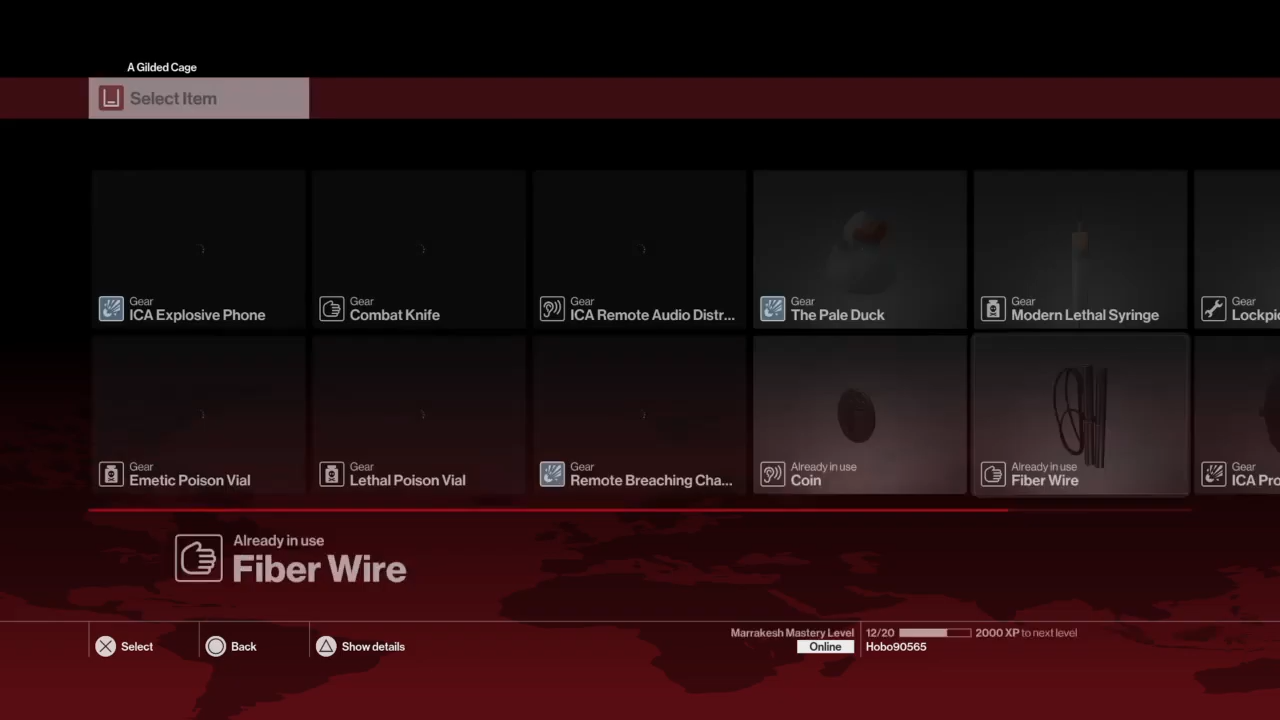 A Gilded Cage
Select Item
Gear
ICA Explosive Phone
Gear
Combat Knife
Gear
ICA Remote Audio Distr...
Gear
The Pale Duck
Gear
Modern Lethal Syringe
Gear
Lockpic
Gear
Emetic Poison Vial
Gear
Lethal Poison Vial
Gear
Remote Breaching Cha...
Already in use
Coin
Already in use
Fiber Wire
Gear
ICA Pro
Already in use
Fiber Wire
Select
Back
Show details
Marrakesh Mastery Level
12/20
2000 XP to next level
Online
Hobo90565